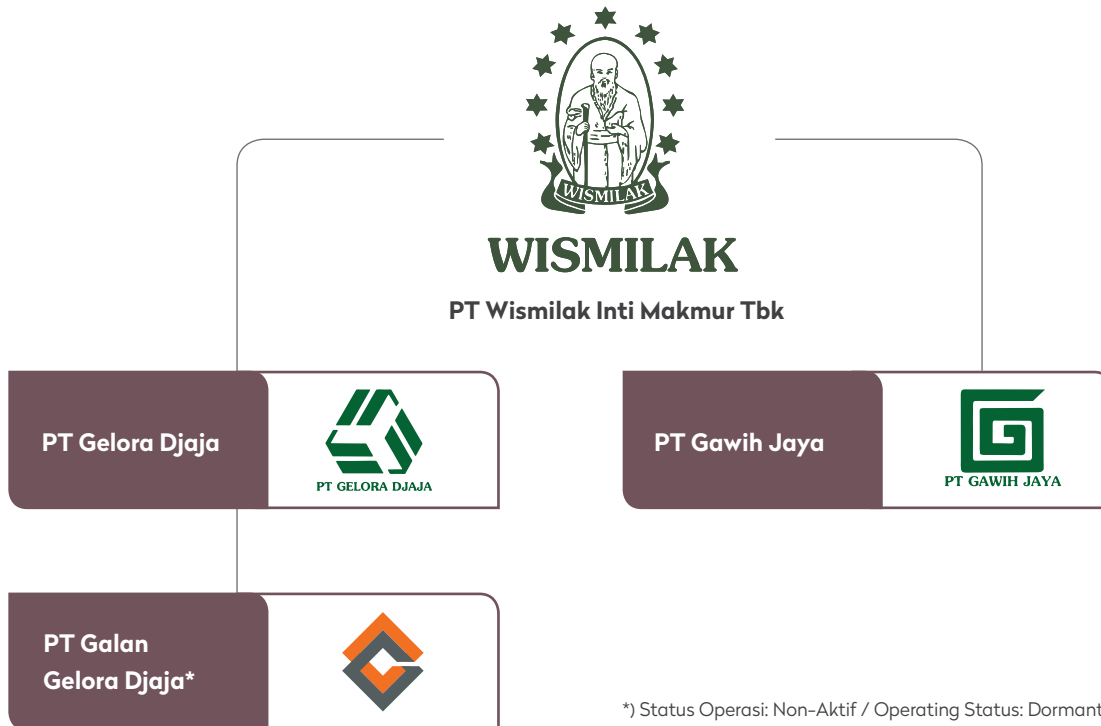 WISMILAK
WISMILAK
PT Wismilak Inti Makmur Tbk
PT Gelora Djaja
PT GELORA DJAJA
PT Gawih Jaya
PT GAWIH JAYA
PT Galan
Gelora Djaja*
*) Status Operasi: Non-Aktif / Operating Status: Dormant